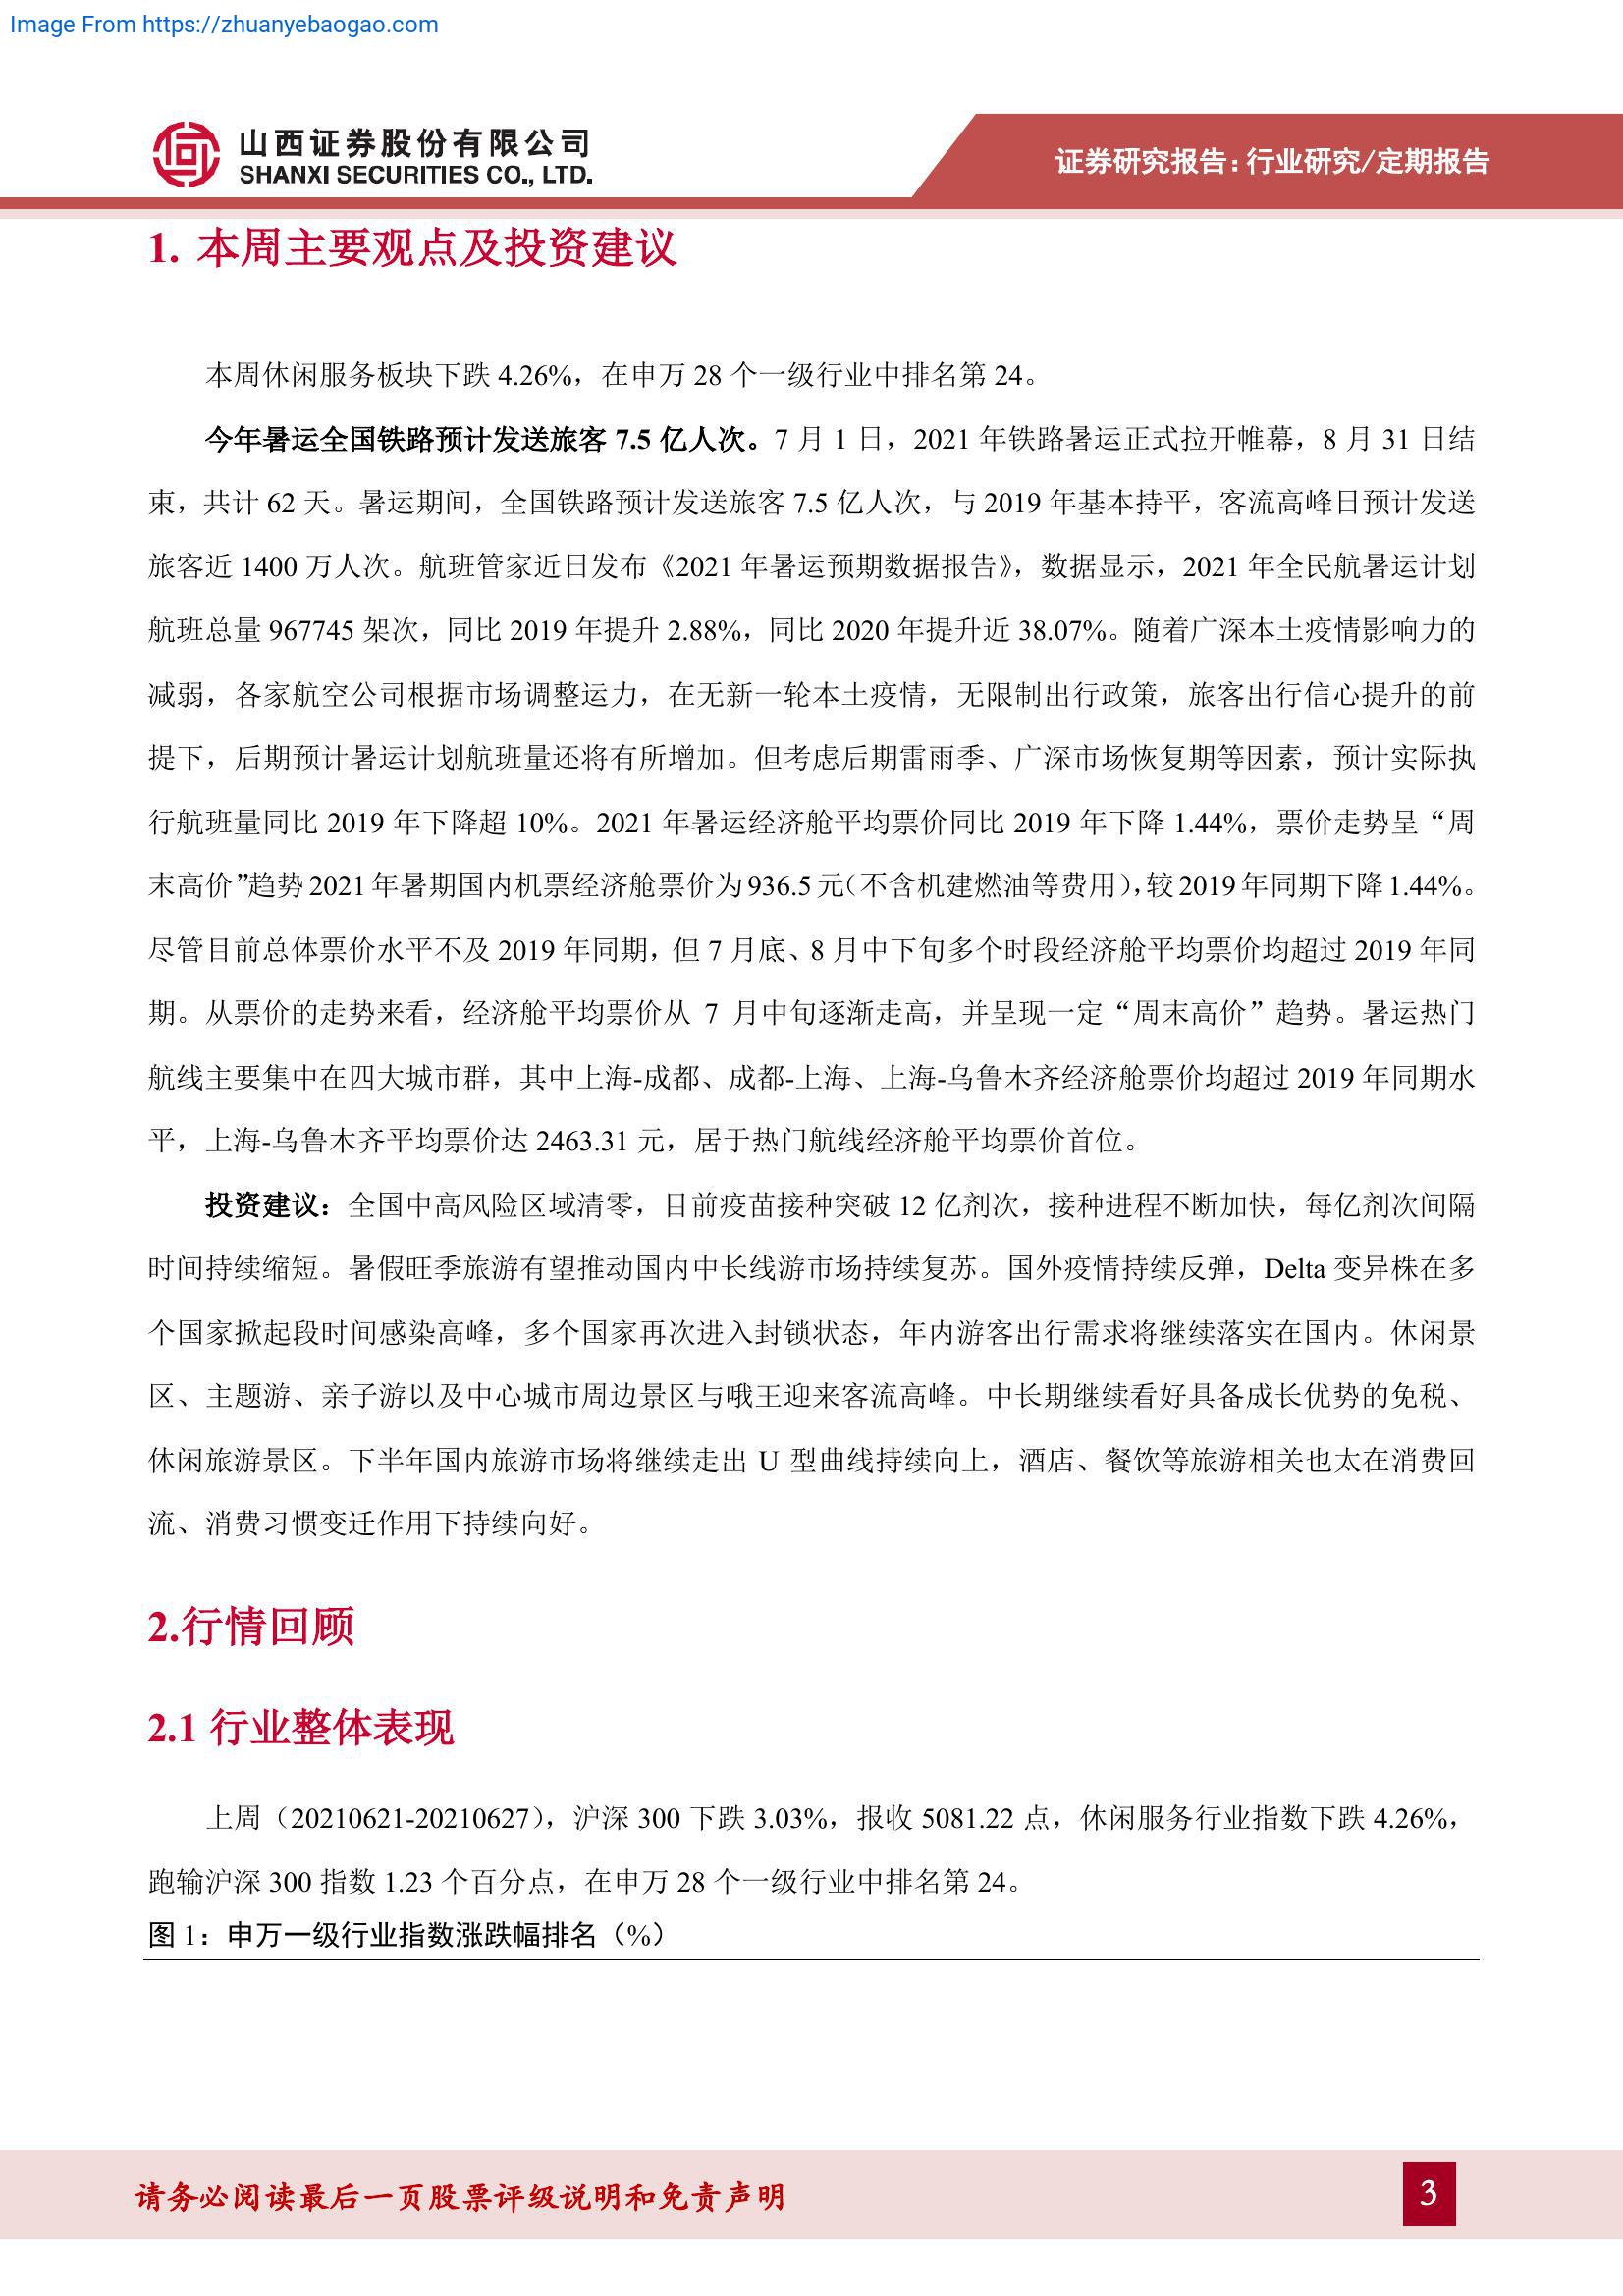 Image From https://zhuanyebaogao.com
山西证券股份有限公司
SHANXI SECURITIES CO., LTD.
证券研究报告：行业研究/定期报告
1. 本周主要观点及投资建议
本周休闲服务板块下跌 4.26%，在申万 28 个一级行业中排名第 24。
今年暑运全国铁路预计发送旅客 7.5 亿人次。7 月 1 日，2021 年铁路暑运正式拉开帷幕，8 月 31 日结
束，共计 62 天。暑运期间，全国铁路预计发送旅客 7.5 亿人次，与 2019 年基本持平，客流高峰日预计发送
旅客近 1400 万人次。航班管家近日发布《2021 年暑运预期数据报告》，数据显示，2021 年全民航暑运计划
航班总量 967745 架次，同比 2019 年提升 2.88%，同比 2020 年提升近 38.07%。随着广深本土疫情影响力的
减弱，各家航空公司根据市场调整运力，在无新一轮本土疫情，无限制出行政策，旅客出行信心提升的前
提下，后期预计暑运计划航班量还将有所增加。但考虑后期雷雨季、广深市场恢复期等因素，预计实际执
行航班量同比 2019 年下降超 10%。2021 年暑运经济舱平均票价同比 2019 年下降 1.44%，票价走势呈“周
末高价”趋势 2021 年暑期国内机票经济舱票价为 936.5 元（不含机建燃油等费用），较 2019 年同期下降 1.44%。
尽管目前总体票价水平不及 2019 年同期，但 7 月底、8 月中下旬多个时段经济舱平均票价均超过 2019 年同
期。从票价的走势来看，经济舱平均票价从 7 月中旬逐渐走高，并呈现一定“周末高价”趋势。暑运热门
航线主要集中在四大城市群，其中上海-成都、成都-上海、上海-乌鲁木齐经济舱票价均超过 2019 年同期水
平，上海-乌鲁木齐平均票价达 2463.31 元，居于热门航线经济舱平均票价首位。
投资建议：全国中高风险区域清零，目前疫苗接种突破 12 亿剂次，接种进程不断加快，每亿剂次间隔
时间持续缩短。暑假旺季旅游有望推动国内中长线游市场持续复苏。国外疫情持续反弹，Delta 变异株在多
个国家掀起段时间感染高峰，多个国家再次进入封锁状态，年内游客出行需求将继续落实在国内。休闲景
区、主题游、亲子游以及中心城市周边景区与哦王迎来客流高峰。中长期继续看好具备成长优势的免税、
休闲旅游景区。下半年国内旅游市场将继续走出 U 型曲线持续向上，酒店、餐饮等旅游相关也太在消费回
流、消费习惯变迁作用下持续向好。
2.行情回顾
2.1 行业整体表现
上周（20210621-20210627），沪深 300 下跌 3.03%，报收 5081.22 点，休闲服务行业指数下跌 4.26%，
跑输沪深 300 指数 1.23 个百分点，在申万 28 个一级行业中排名第 24。
图 1：申万一级行业指数涨跌幅排名（%）
请务必阅读最后一页股票评级说明和免责声明
3